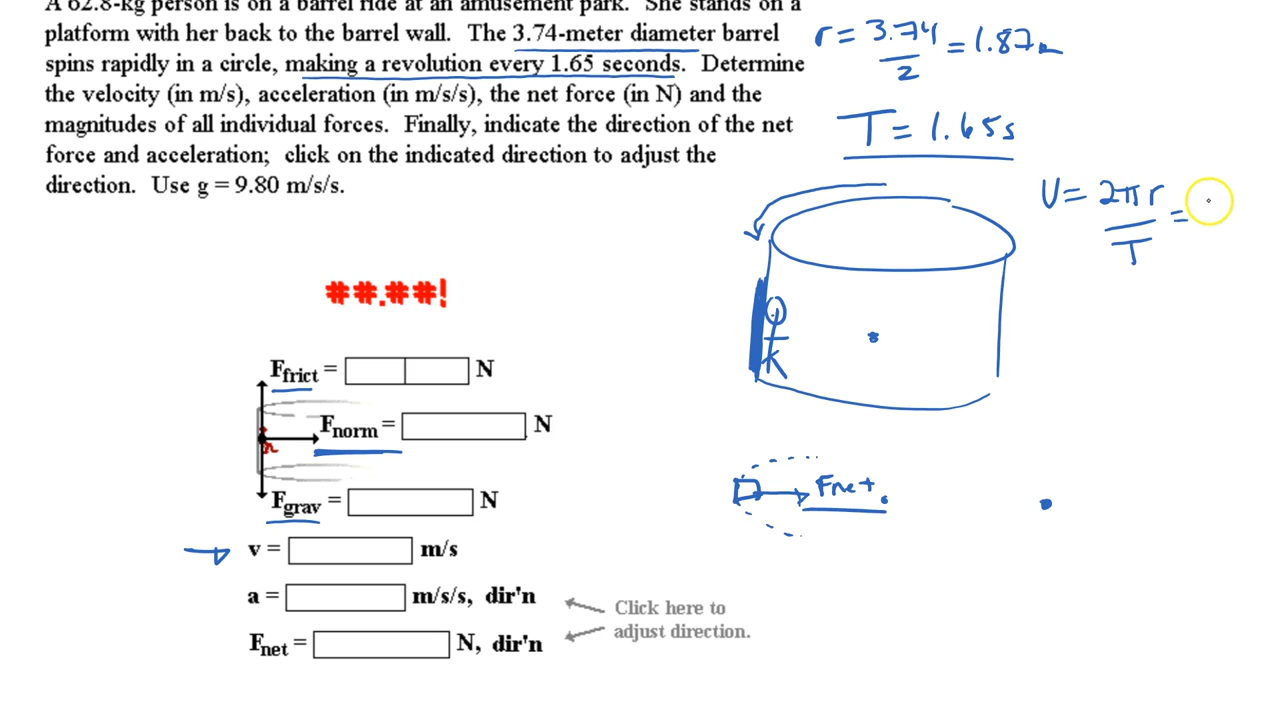 A 62.8-kg person is on a barrel ride at an amusement park. She stands on a
platform with her back to the barrel wall. The 3.74-meter diameter barrel
spins rapidly in a circle, making a revolution every 1.65 seconds. Determine
the velocity (in m/s), acceleration (in m/s/s), the net force (in N) and the
magnitudes of all individual forces. Finally, indicate the direction of the net
force and acceleration; click on the indicated direction to adjust the
direction. Use g = 9.80 m/s/s.
r = 3.74/2 = 1.87m
T = 1.65s
v = 2πr/T =
##.##!
Ffrict = N
Fnorm = N
Fgrav = N
Fnet
v = m/s
a = m/s/s, dir'n
Click here to
adjust direction.
Fnet = N, dir'n